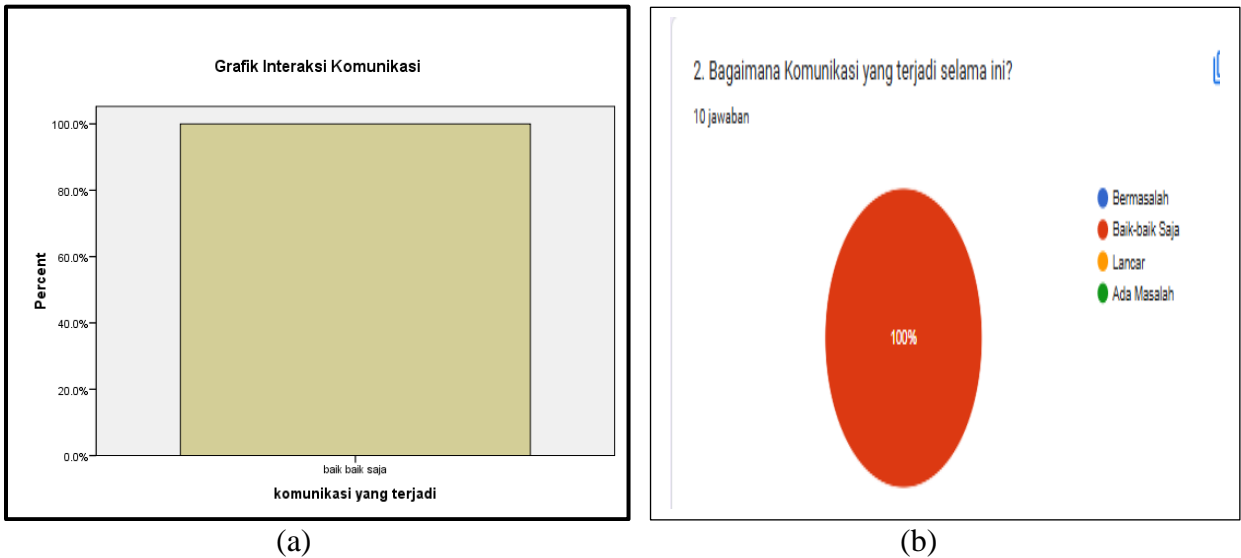 Grafik Interaksi Komunikasi
Percent
100.0%
80.0%
60.0%
40.0%
20.0%
0.0%
baik baik saja
komunikasi yang terjadi
(a)
2. Bagaimana Komunikasi yang terjadi selama ini?
10 jawaban
100%
Bermasalah
Baik-baik Saja
Lancar
Ada Masalah
(b)